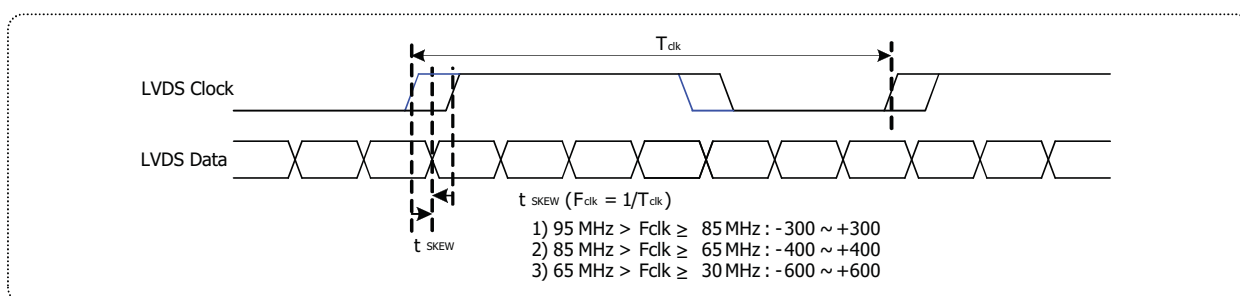 Tclk
LVDS Clock
LVDS Data
t SKEW (Fclk = 1/Tclk)
1) 95 MHz > Fclk ≥ 85 MHz : -300 ~ +300
t SKEW
2) 85 MHz > Fclk ≥ 65 MHz : -400 ~ +400
3) 65 MHz > Fclk ≥ 30 MHz : -600 ~ +600